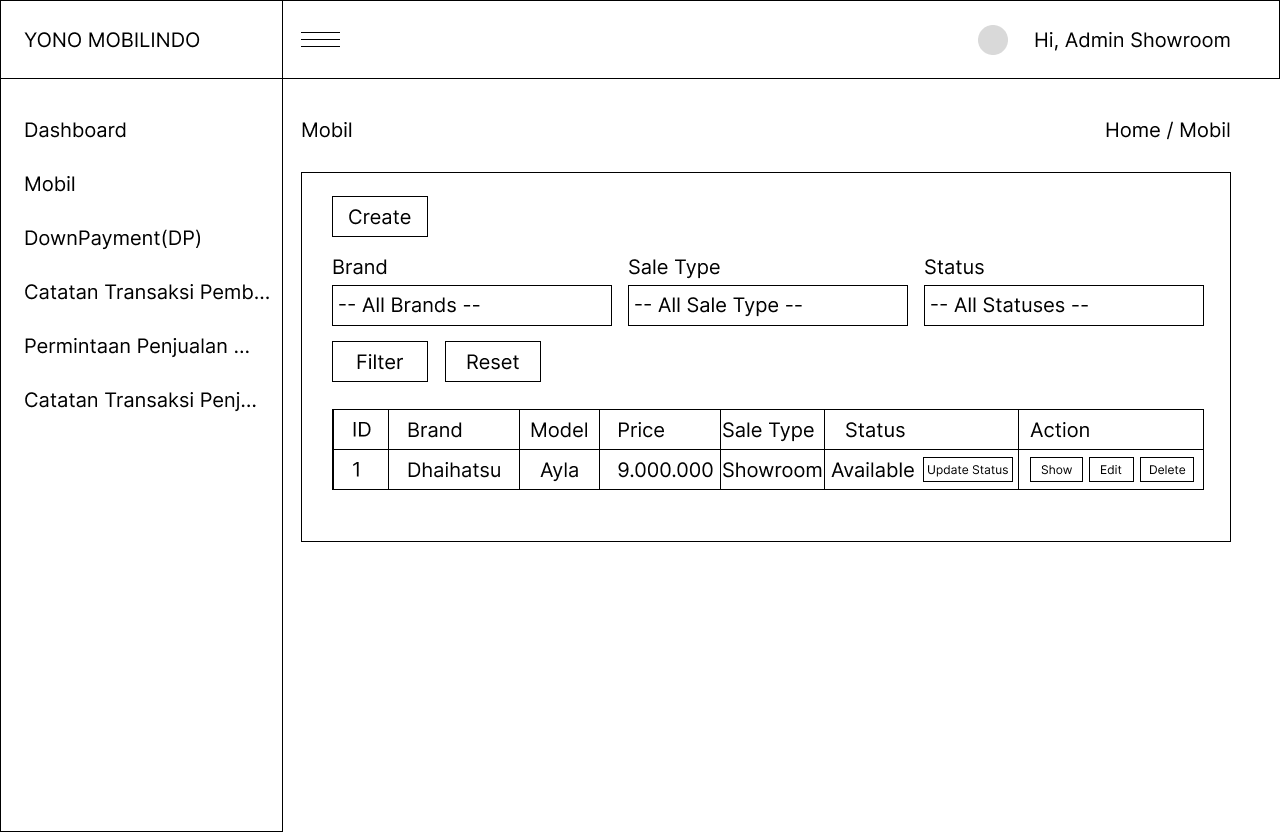 YONO MOBILINDO
Hi, Admin Showroom
Dashboard
Mobil
DownPayment(DP)
Catatan Transaksi Pemb...
Permintaan Penjualan ...
Catatan Transaksi Penj...
Mobil
Home / Mobil
Create
Brand Sale Type Status
-- All Brands -- -- All Sale Type -- -- All Statuses --
Filter Reset
ID Brand Model Price Sale Type Status Action
1 Dhaihatsu Ayla 9.000.000 Showroom Available Update Status Show Edit Delete